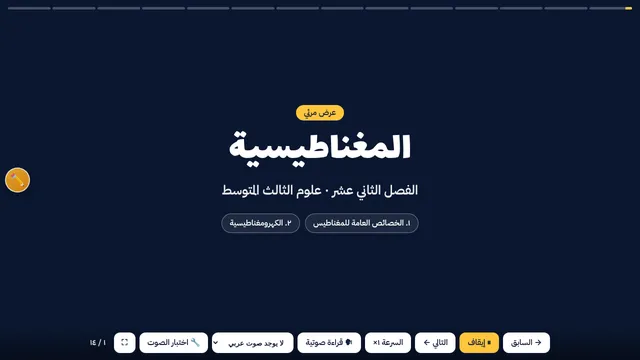 عرض مرئي
المغناطيسية
الفصل الثاني عشر · علوم الثالث المتوسط
١. الخصائص العامة للمغناطيس
٢. الكهرومغناطيسية
→ السابق
⏸ إيقاف
التالي ←
السرعة ١×
🗣 قراءة صوتية
لا يوجد صوت عربي
🔧 اختبار الصوت
⛶
١ / ١٤